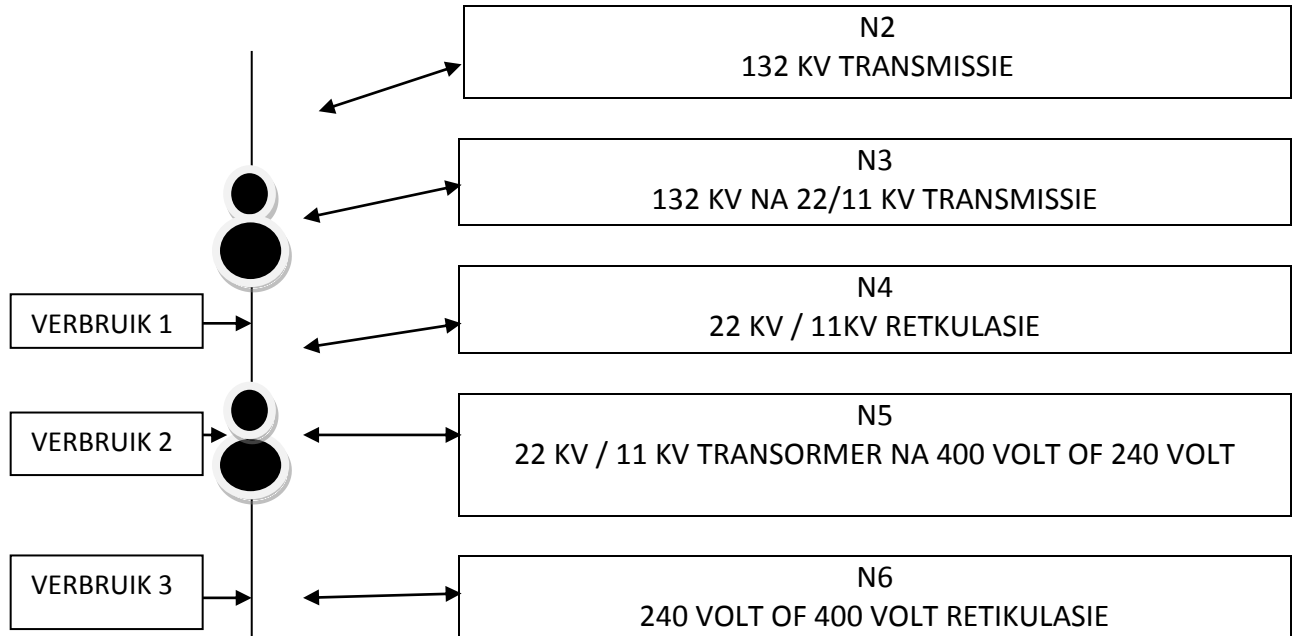 N2
132 KV TRANSMISSIE
N3
132 KV NA 22/11 KV TRANSMISSIE
N4
22 KV / 11KV RETKULASIE
VERBRUIK 1
N5
22 KV / 11 KV TRANSORMER NA 400 VOLT OF 240 VOLT
VERBRUIK 2
N6
240 VOLT OF 400 VOLT RETIKULASIE
VERBRUIK 3